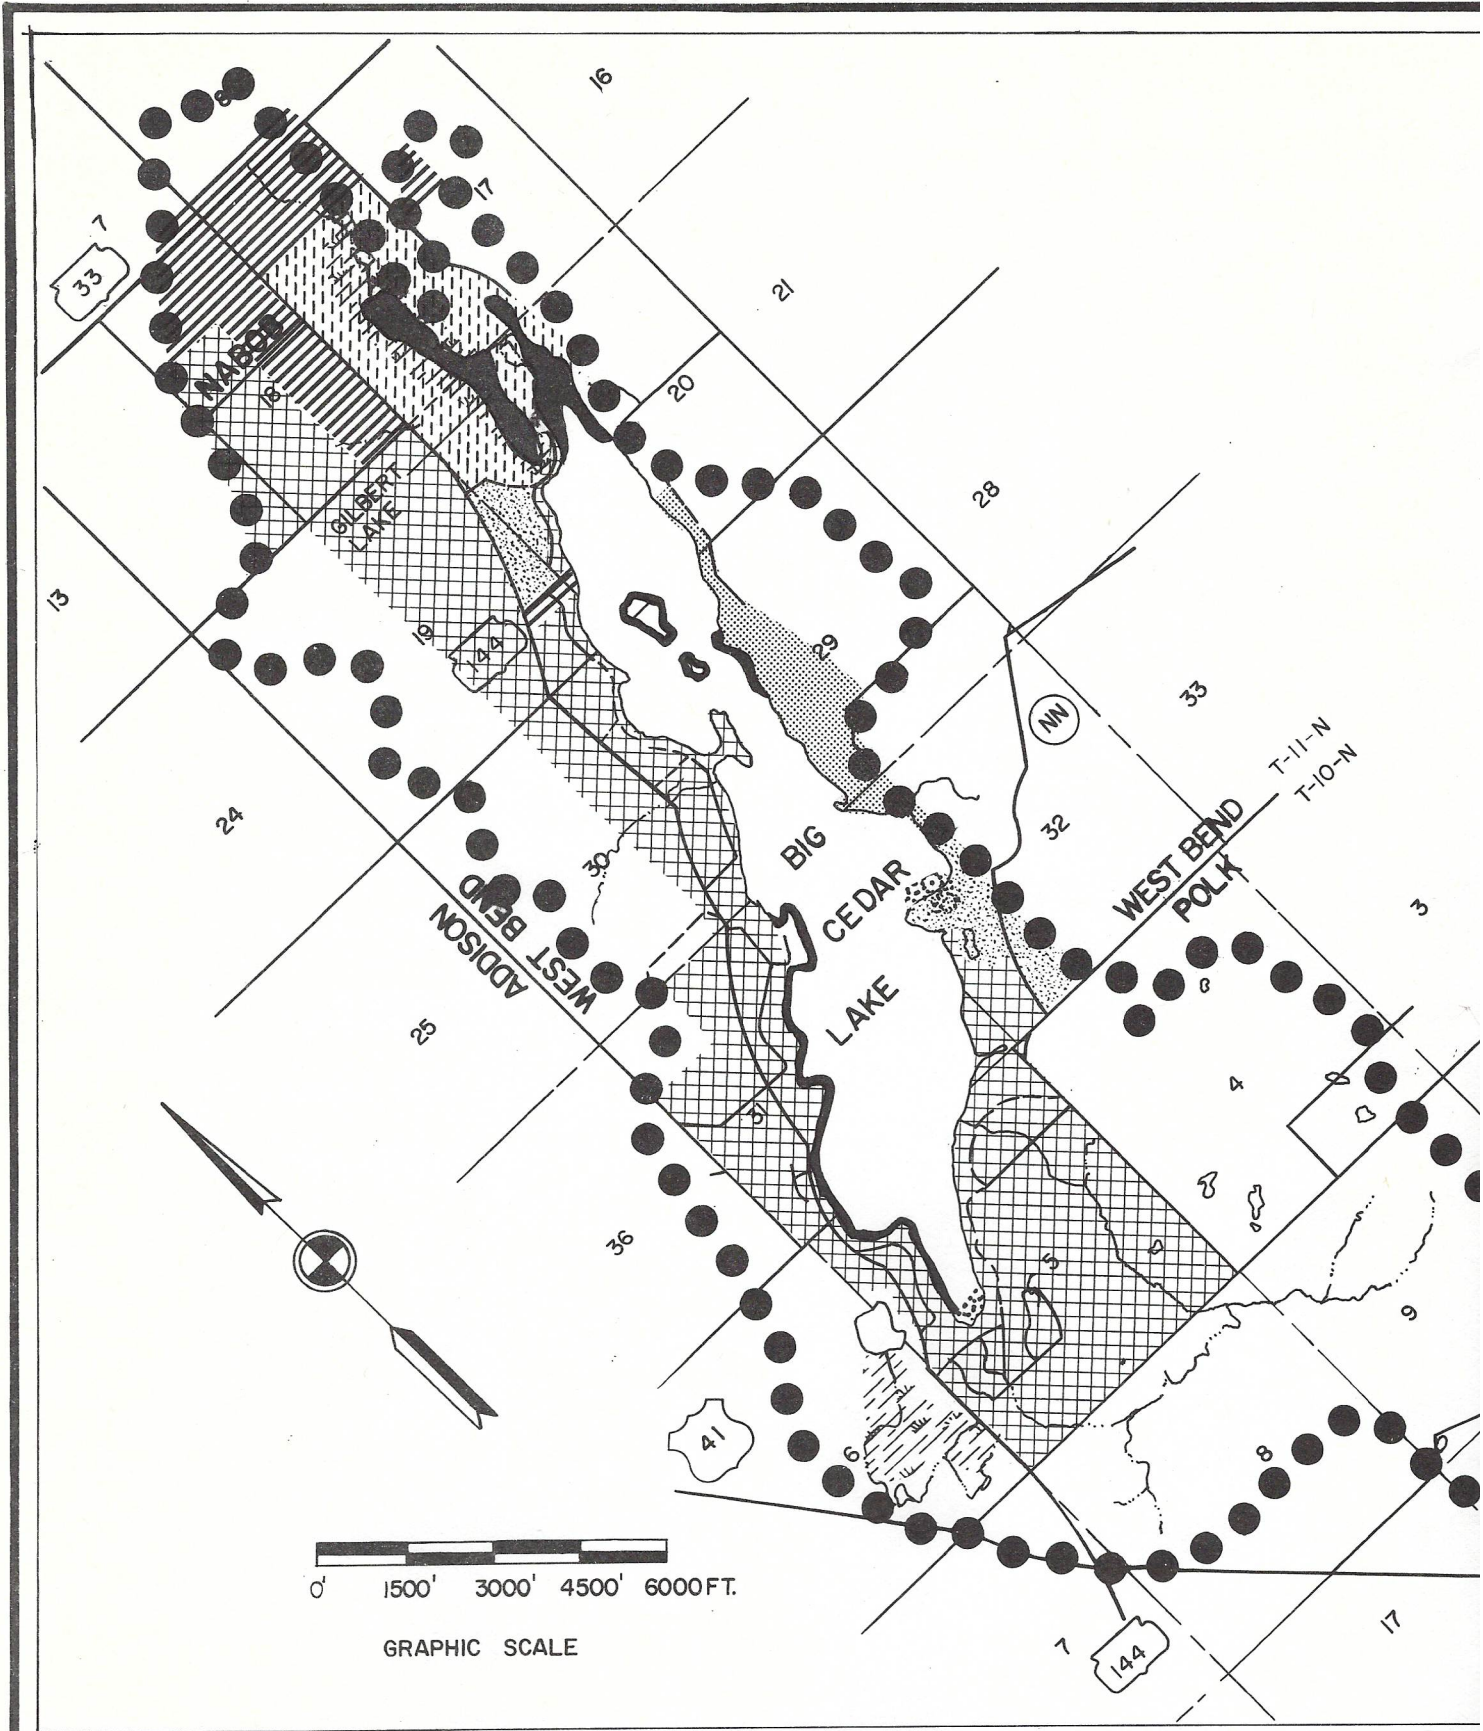 16
8
17
7
33
21
NABOB
18
20
GILBERT
LAKE
28
13
19
144
29
NN
33
T-11-N
T-10-N
24
30
BIG
CEDAR
LAKE
32
WEST BEND
POLK
3
ADDISON
WEST BEND
25
4
31
36
5
9
41
6
8
0' 1500' 3000' 4500' 6000 FT.
GRAPHIC SCALE
7
144
17